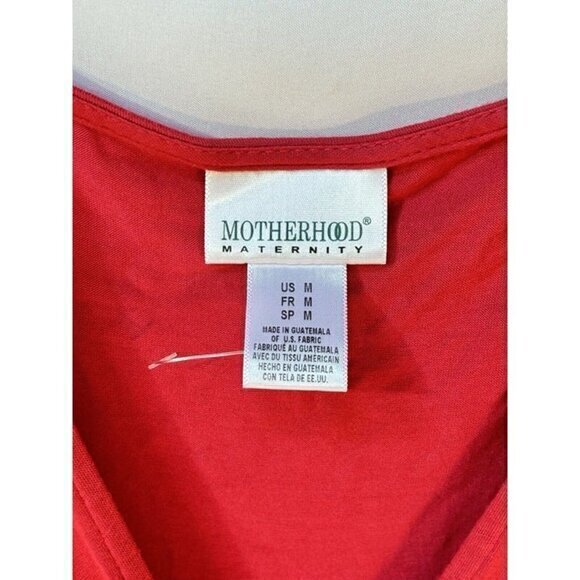 MOTHERHOOD®
MATERNITY
US M
FR M
SP M
MADE IN GUATEMALA
OF U.S. FABRIC
FABRIQUÉ AU GUATEMALA
AVEC DU TISSU AMERICAIN
HECHO EN GUATEMALA
CON TELA DE EE.UU.